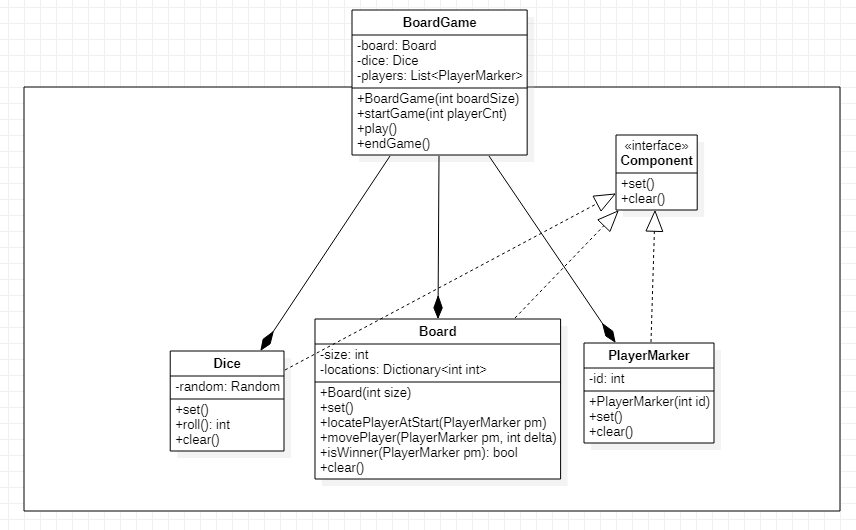 BoardGame
-board: Board
-dice: Dice
-players: List<PlayerMarker>
+BoardGame(int boardSize)
+startGame(int playerCnt)
+play()
+endGame()
«interface»
Component
+set()
+clear()
Dice
-random: Random
+set()
+roll(): int
+clear()
Board
-size: int
-locations: Dictionary<int int>
+Board(int size)
+set()
+locatePlayerAtStart(PlayerMarker pm)
+movePlayer(PlayerMarker pm, int delta)
+isWinner(PlayerMarker pm): bool
+clear()
PlayerMarker
-id: int
+PlayerMarker(int id)
+set()
+clear()